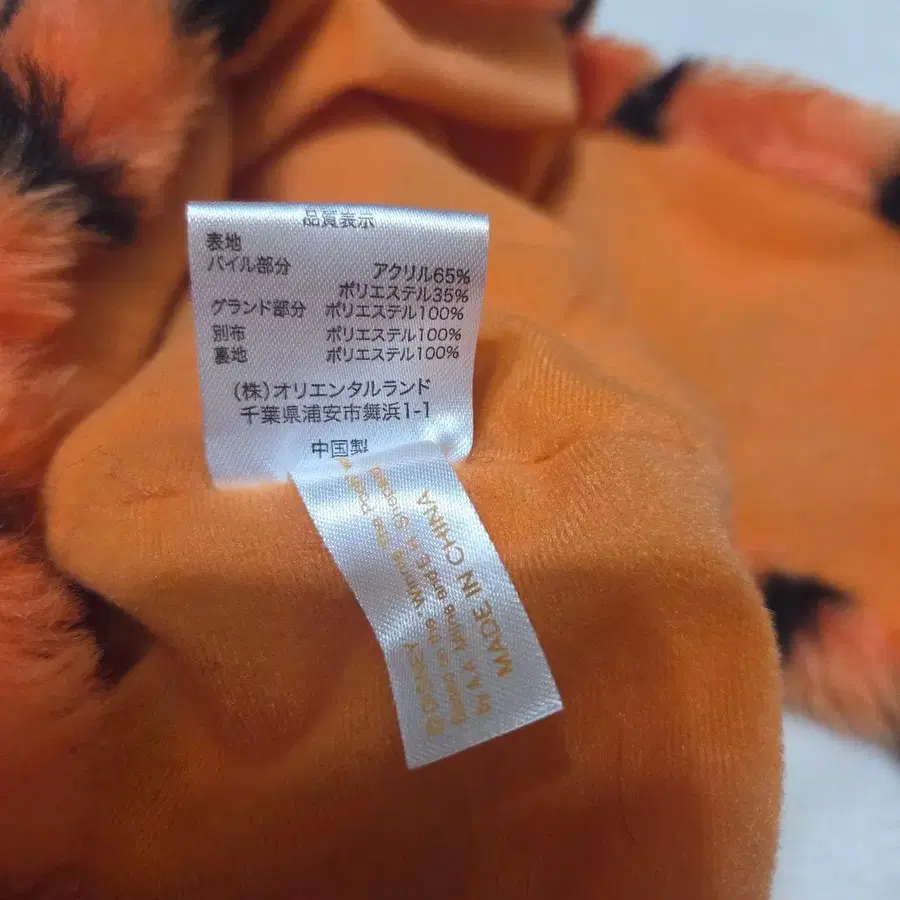 品質表示
表地
パイル部分 アクリル65%
ポリエステル35%
グランド部分 ポリエステル100%
別布 ポリエステル100%
裏地 ポリエステル100%
(株)オリエンタルランド
千葉県浦安市舞浜1-1
中国製
© DISNEY
Based on the "Winnie The Pooh"
by A.A. Milne and E.H. Shepard
MADE IN CHINA